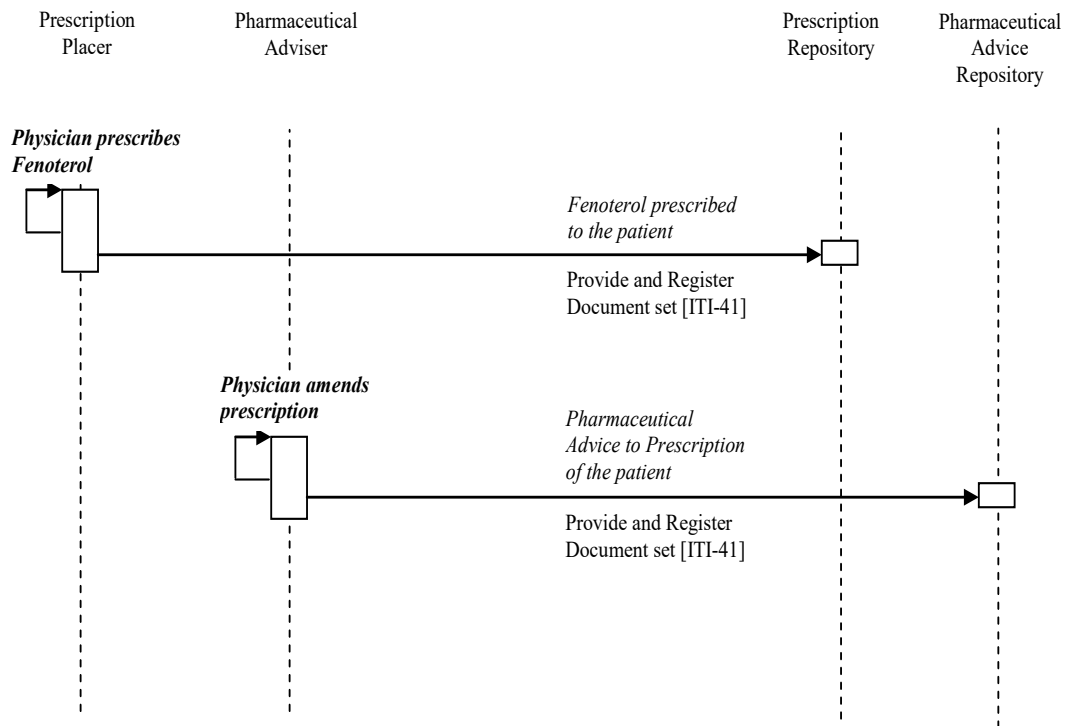 Prescription
Placer
Pharmaceutical
Adviser
Prescription
Repository
Pharmaceutical
Advice
Repository
Physician prescribes
Fenoterol
Fenoterol prescribed
to the patient
Provide and Register
Document set [ITI-41]
Physician amends
prescription
Pharmaceutical
Advice to Prescription
of the patient
Provide and Register
Document set [ITI-41]